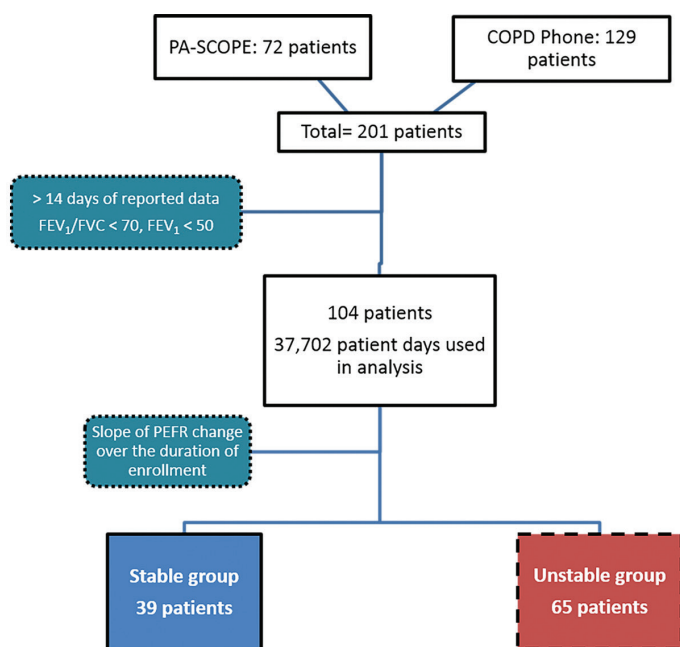 PA-SCOPE: 72 patients
COPD Phone: 129
patients
Total= 201 patients
> 14 days of reported data
FEV₁/FVC < 70, FEV₁ < 50
104 patients
37,702 patient days used
in analysis
Slope of PEFR change
over the duration of
enrollment
Stable group
39 patients
Unstable group
65 patients